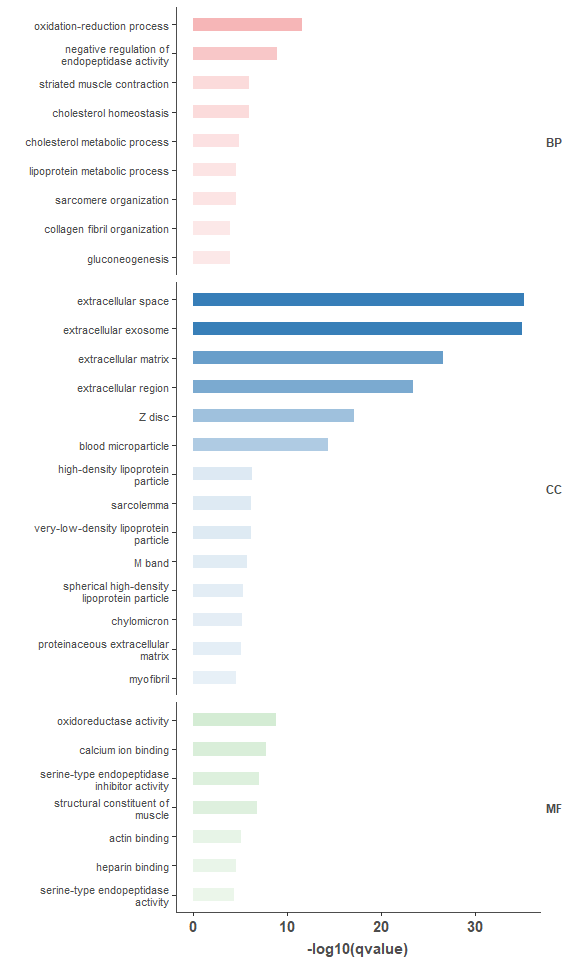 oxidation-reduction process
negative regulation of
endopeptidase activity
striated muscle contraction
cholesterol homeostasis
cholesterol metabolic process
lipoprotein metabolic process
sarcomere organization
collagen fibril organization
gluconeogenesis
BP
extracellular space
extracellular exosome
extracellular matrix
extracellular region
Z disc
blood microparticle
high-density lipoprotein
particle
sarcolemma
very-low-density lipoprotein
particle
M band
spherical high-density
lipoprotein particle
chylomicron
proteinaceous extracellular
matrix
myofibril
CC
oxidoreductase activity
calcium ion binding
serine-type endopeptidase
inhibitor activity
structural constituent of
muscle
actin binding
heparin binding
serine-type endopeptidase
activity
MF
0 10 20 30
-log10(qvalue)